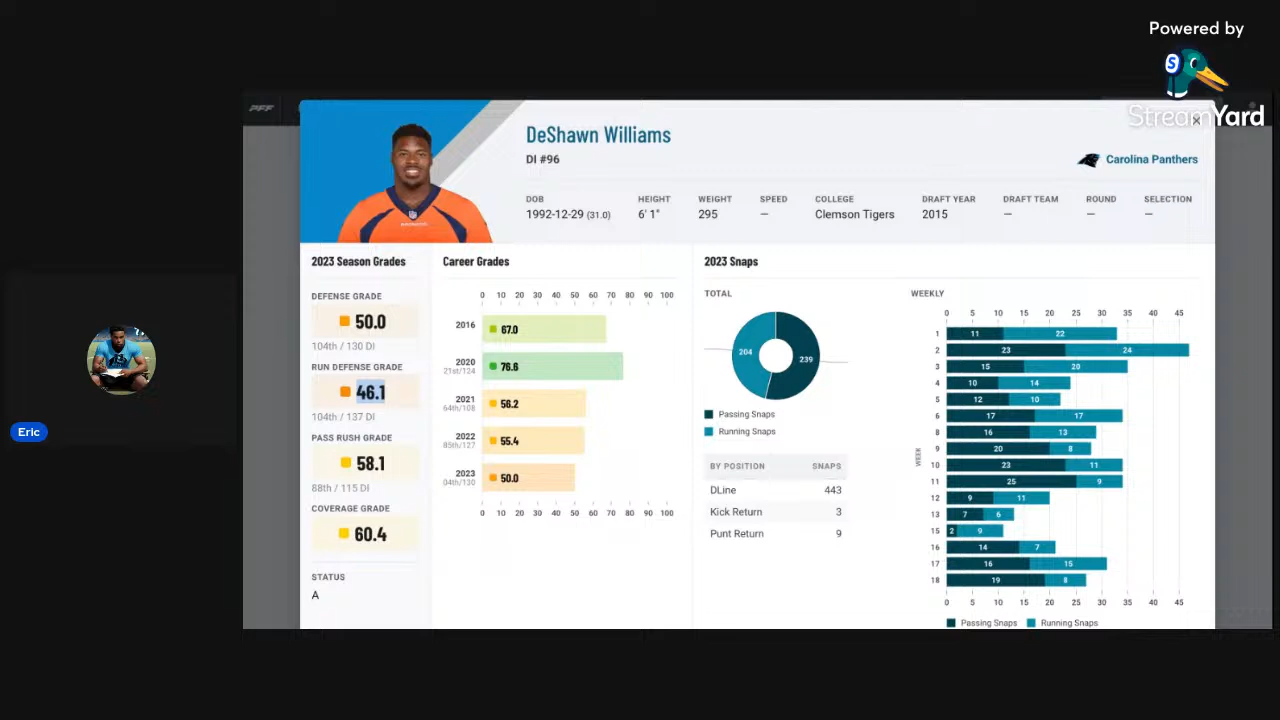 Powered by
StreamYard
S
PFF
DeShawn Williams
DI #96
Carolina Panthers
DOB HEIGHT WEIGHT SPEED COLLEGE DRAFT YEAR DRAFT TEAM ROUND SELECTION
1992-12-29 (31.0) 6' 1" 295 — Clemson Tigers 2015 — — —
2023 Season Grades
DEFENSE GRADE
50.0
104th / 130 DI
RUN DEFENSE GRADE
46.1
104th / 137 DI
PASS RUSH GRADE
58.1
88th / 115 DI
COVERAGE GRADE
60.4
STATUS
A
Career Grades
0 10 20 30 40 50 60 70 80 90 100
2016 67.0
2020 76.6
21st/124
2021 56.2
64th/108
2022 55.4
85th/127
2023 50.0
04th/130
0 10 20 30 40 50 60 70 80 90 100
2023 Snaps
TOTAL
204 239
Passing Snaps
Running Snaps
BY POSITION SNAPS
DLine 443
Kick Return 3
Punt Return 9
WEEKLY
0 5 10 15 20 25 30 35 40 45
WEEK
1 11 22
2 23 24
3 15 20
4 10 14
5 12 10
6 17 17
8 16 13
9 20 8
10 23 11
11 25 9
12 9 11
13 7 6
15 2 9
16 14 7
17 16 15
18 19 8
0 5 10 15 20 25 30 35 40 45
Passing Snaps Running Snaps
Eric